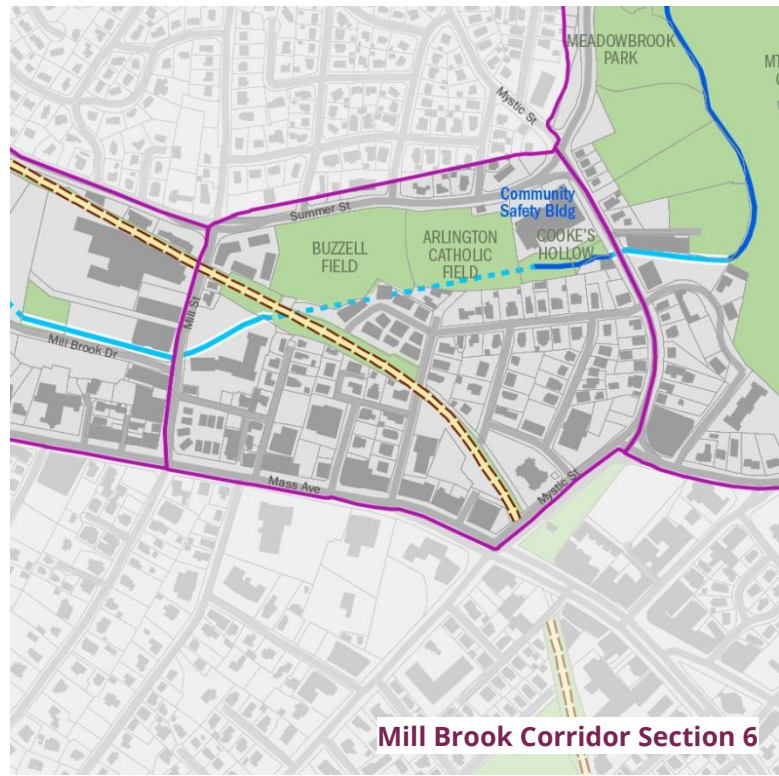 MEADOWBROOK
PARK
MT
Mystic St
Community
Safety Bldg
Summer St
BUZZELL
FIELD
ARLINGTON
CATHOLIC
FIELD
COOKE'S
HOLLOW
Mill St
Mill Brook Dr
Mass Ave
Mystic St
Mill Brook Corridor Section 6